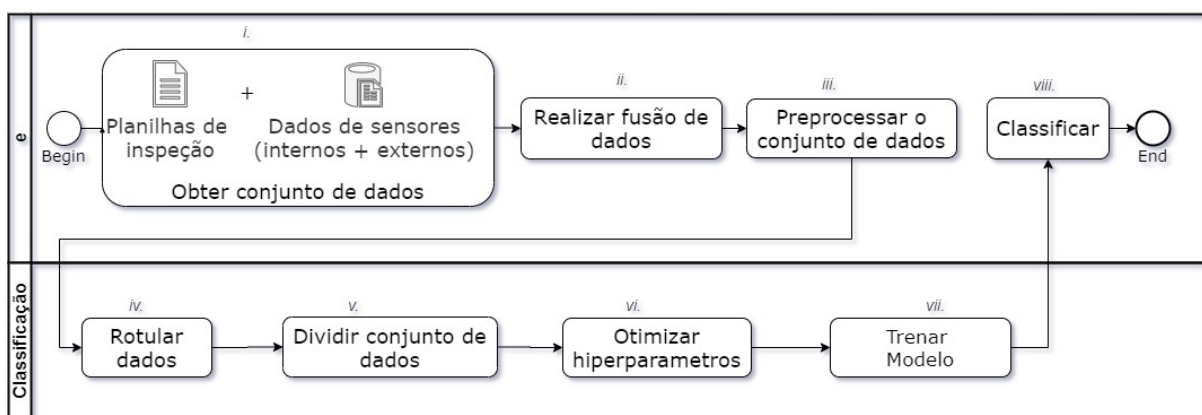 e
Begin
i.
Planilhas de
inspeção
+
Dados de sensores
(internos + externos)
Obter conjunto de dados
ii.
Realizar fusão de
dados
iii.
Preprocessar o
conjunto de dados
viii.
Classificar
End
Classificação
iv.
Rotular
dados
v.
Dividir conjunto de
dados
vi.
Otimizar
hiperparametros
vii.
Trenar
Modelo